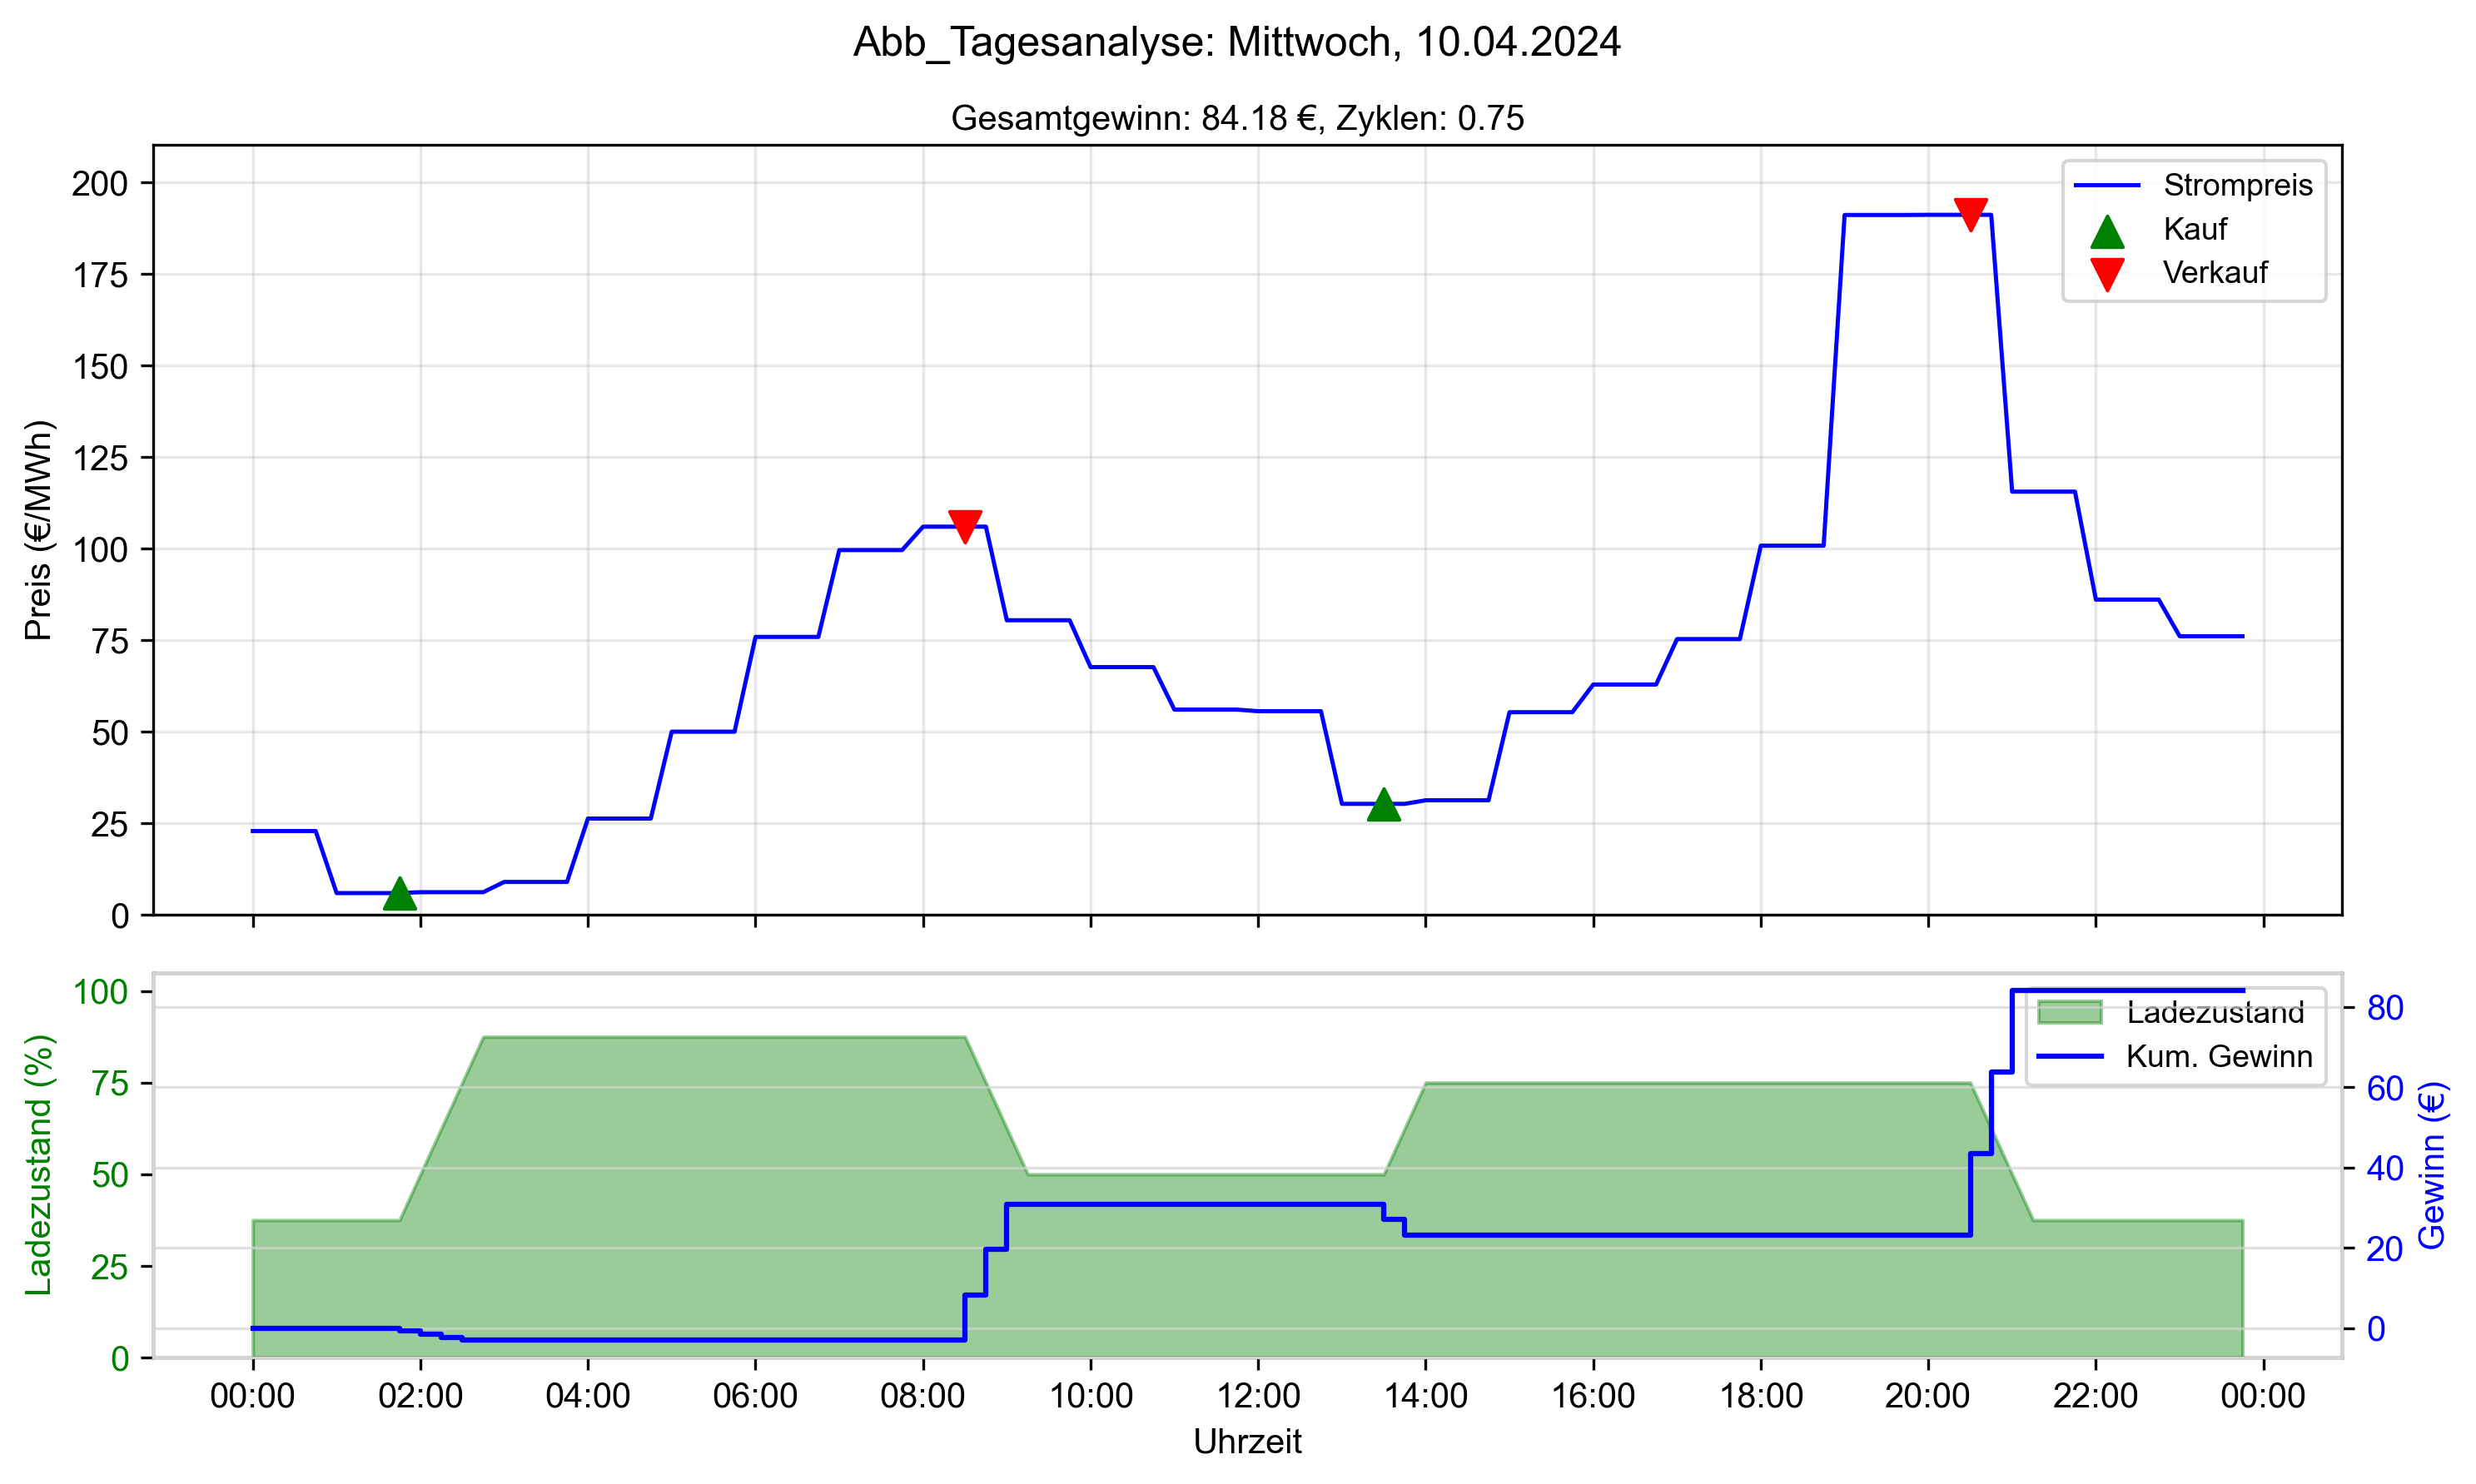 Abb_Tagesanalyse: Mittwoch, 10.04.2024
Gesamtgewinn: 84.18 €, Zyklen: 0.75
Preis (€/MWh)
200
175
150
125
100
75
50
25
0
Strompreis
Kauf
Verkauf
Ladezustand (%)
100
75
50
25
0
Ladezustand
Kum. Gewinn
80
60
40
20
0
Gewinn (€)
00:00 02:00 04:00 06:00 08:00 10:00 12:00 14:00 16:00 18:00 20:00 22:00 00:00
Uhrzeit